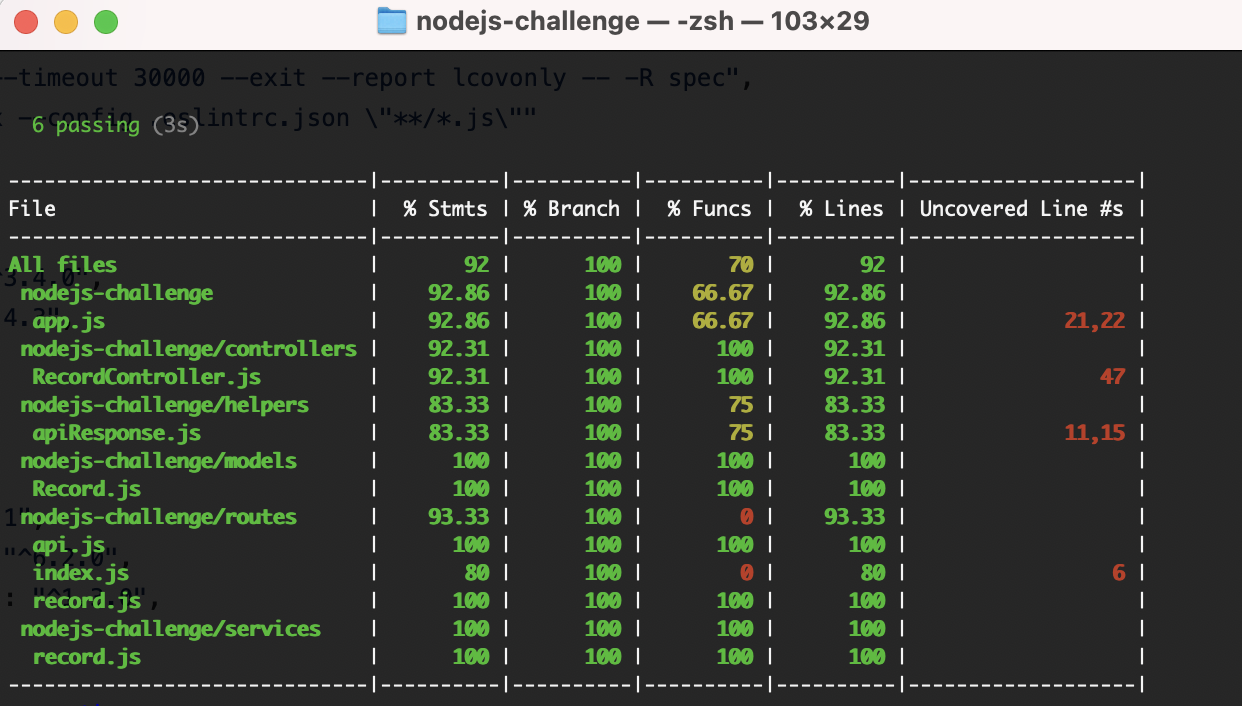 nodejs-challenge — -zsh — 103×29
--timeout 30000 --exit --report lcovonly -- -R spec",
--config .eslintrc.json \"**/*.js\""
6 passing (3s)
------------------------------|----------|----------|----------|----------|-------------------|
File                          |  % Stmts | % Branch |  % Funcs |  % Lines | Uncovered Line #s |
------------------------------|----------|----------|----------|----------|-------------------|
All files                     |       92 |      100 |       70 |       92 |                   |
^3.4.0",
 nodejs-challenge             |    92.86 |      100 |    66.67 |    92.86 |                   |
  app.js                      |    92.86 |      100 |    66.67 |    92.86 |             21,22 |
 nodejs-challenge/controllers |    92.31 |      100 |      100 |    92.31 |                   |
  RecordController.js         |    92.31 |      100 |      100 |    92.31 |                47 |
 nodejs-challenge/helpers     |    83.33 |      100 |       75 |    83.33 |                   |
  apiResponse.js              |    83.33 |      100 |       75 |    83.33 |             11,15 |
 nodejs-challenge/models      |      100 |      100 |      100 |      100 |                   |
  Record.js                   |      100 |      100 |      100 |      100 |                   |
 nodejs-challenge/routes      |    93.33 |      100 |        0 |    93.33 |                   |
  api.js                      |      100 |      100 |      100 |      100 |                   |
"^6.2.0",
  index.js                    |       80 |      100 |        0 |       80 |                 6 |
  record.js                   |      100 |      100 |      100 |      100 |                   |
 nodejs-challenge/services    |      100 |      100 |      100 |      100 |                   |
  record.js                   |      100 |      100 |      100 |      100 |                   |
------------------------------|----------|----------|----------|----------|-------------------|